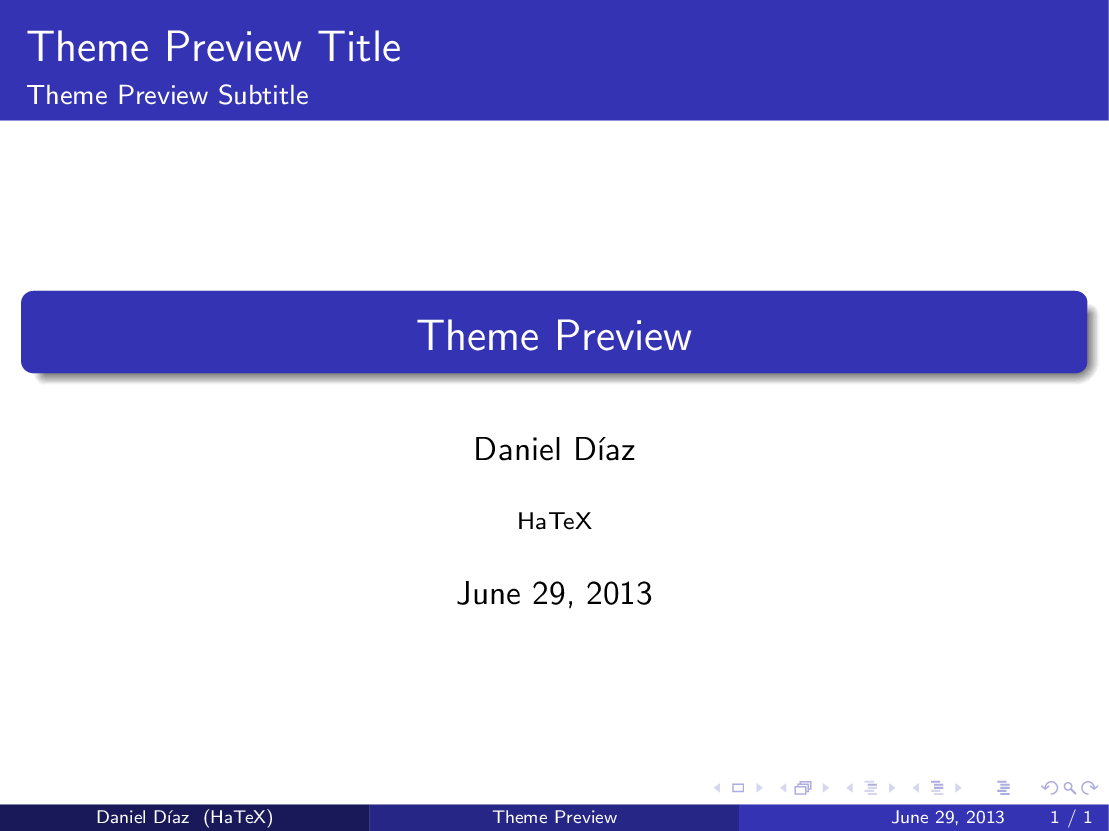 Theme Preview Title
Theme Preview Subtitle
Theme Preview
Daniel Díaz
HaTeX
June 29, 2013
Daniel Díaz (HaTeX) Theme Preview June 29, 2013 1 / 1